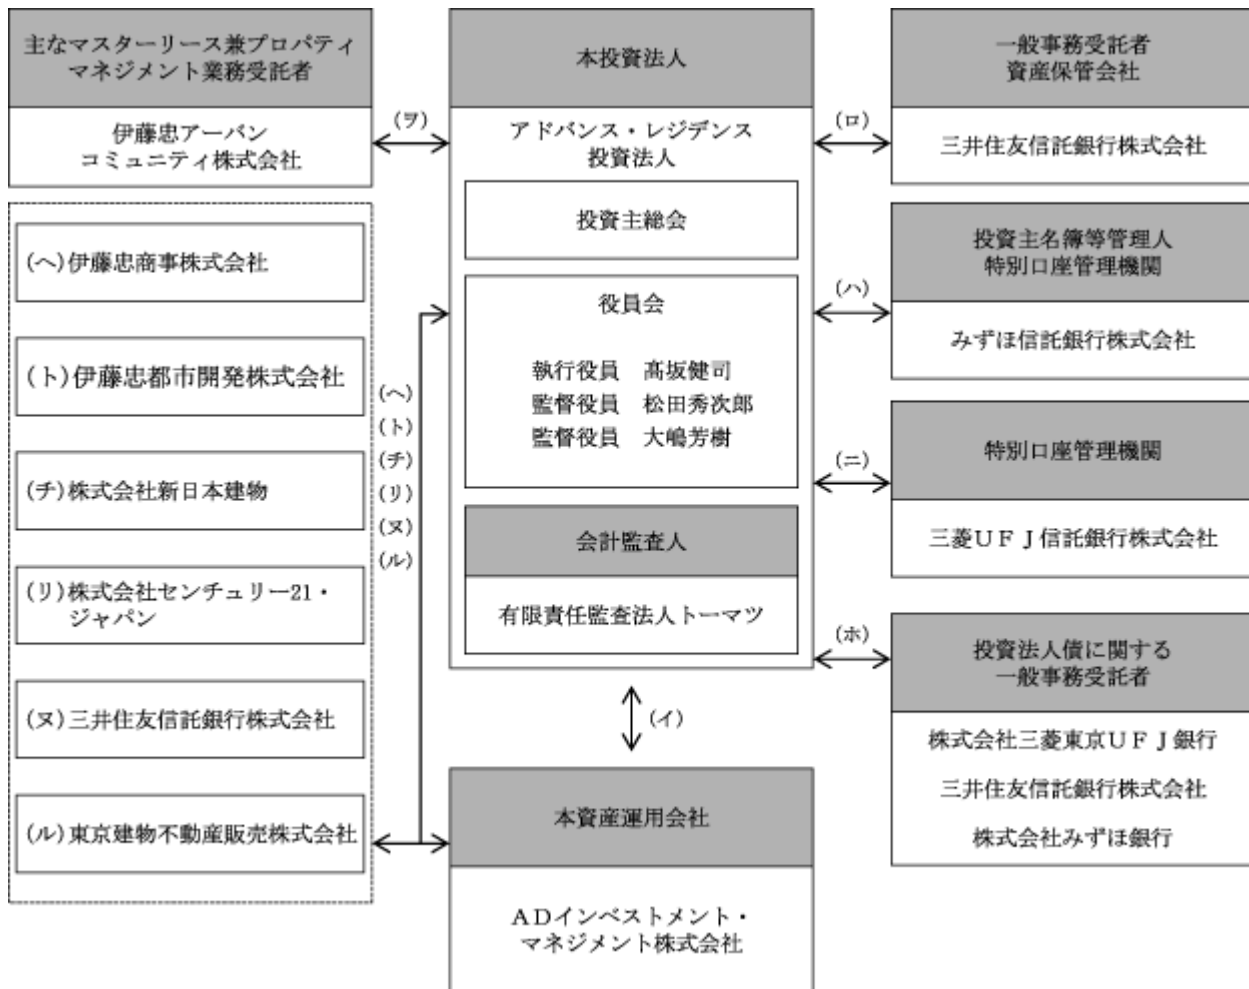 主なマスターリース兼プロパティ
マネジメント業務受託者
伊藤忠アーバン
コミュニティ株式会社
(ヲ)
(ヘ)伊藤忠商事株式会社
(ト)伊藤忠都市開発株式会社
(チ)株式会社新日本建物
(リ)株式会社センチュリー21・
ジャパン
(ヌ)三井住友信託銀行株式会社
(ル)東京建物不動産販売株式会社
(ヘ)
(ト)
(チ)
(リ)
(ヌ)
(ル)
本投資法人
アドバンス・レジデンス
投資法人
投資主総会
役員会
執行役員　髙坂健司
監督役員　松田秀次郎
監督役員　大嶋芳樹
会計監査人
有限責任監査法人トーマツ
(イ)
本資産運用会社
ＡＤインベストメント・
マネジメント株式会社
(ロ)
一般事務受託者
資産保管会社
三井住友信託銀行株式会社
(ハ)
投資主名簿等管理人
特別口座管理機関
みずほ信託銀行株式会社
(ニ)
特別口座管理機関
三菱ＵＦＪ信託銀行株式会社
(ホ)
投資法人債に関する
一般事務受託者
株式会社三菱東京ＵＦＪ銀行
三井住友信託銀行株式会社
株式会社みずほ銀行